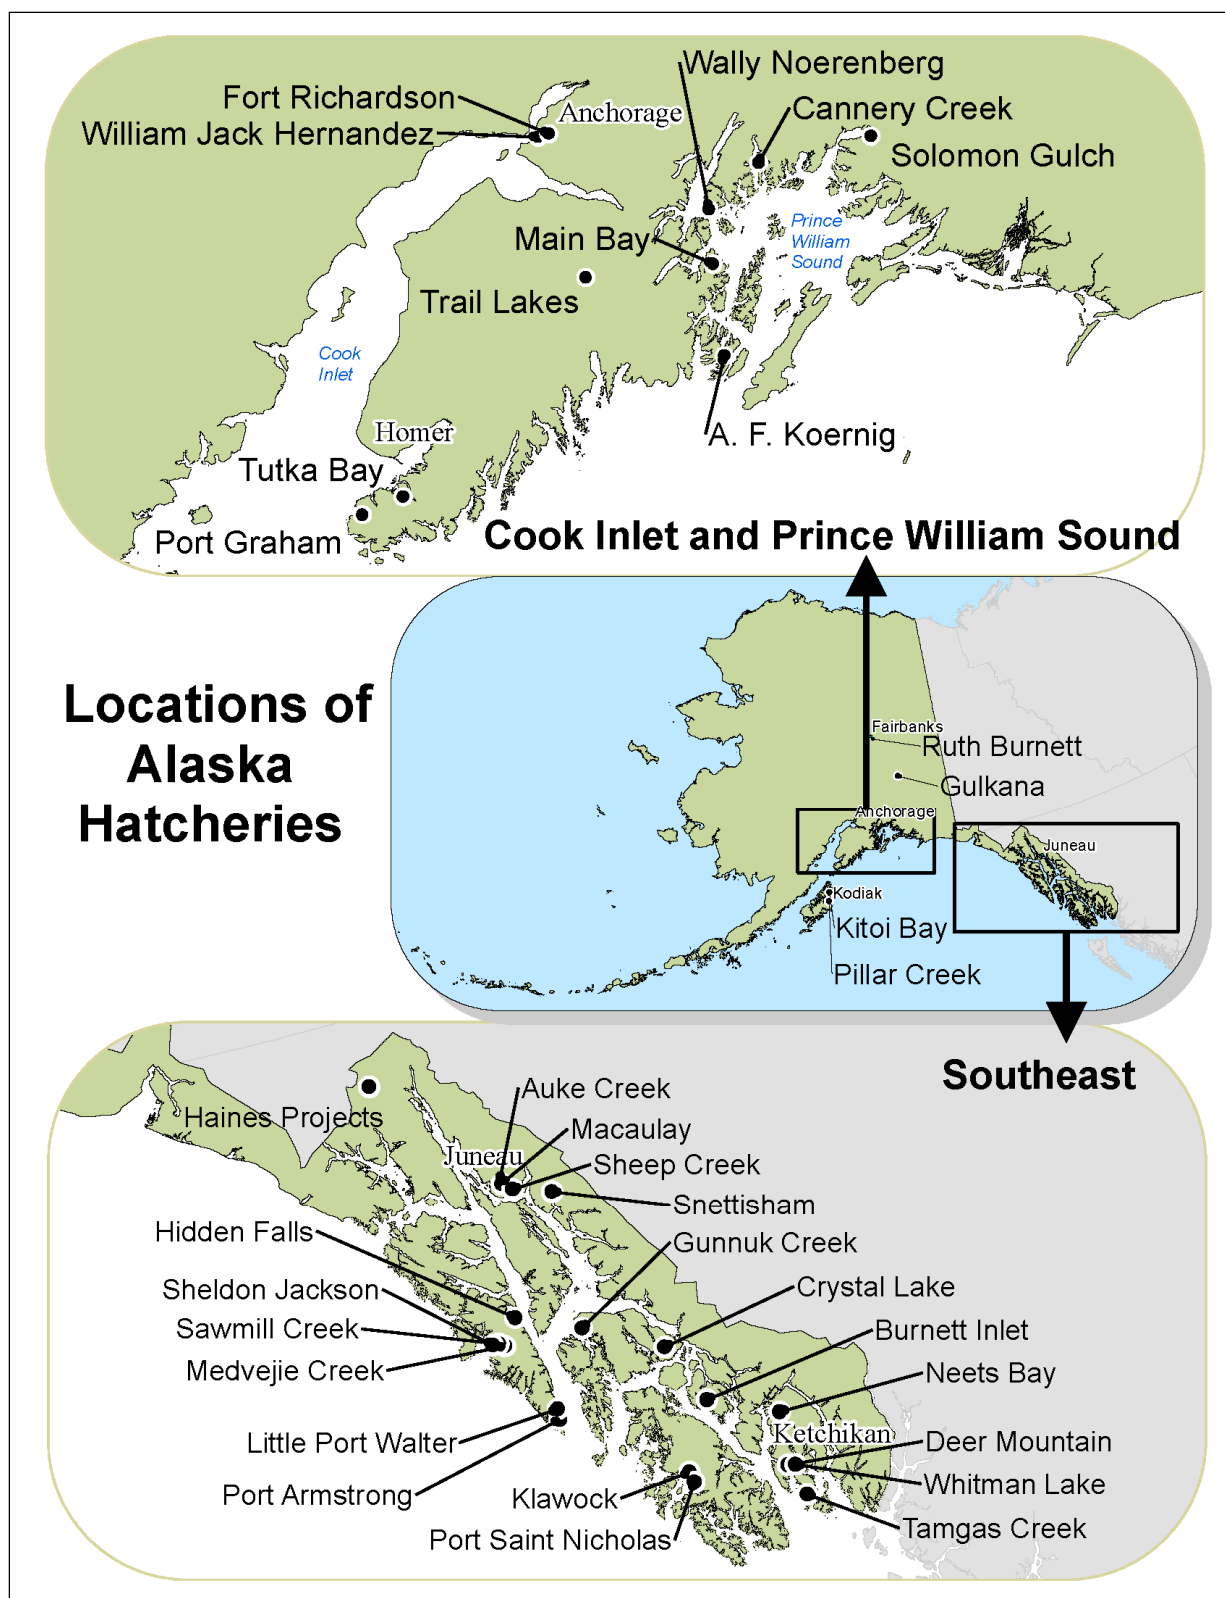 Wally Noerenberg
Fort Richardson
Cannery Creek
Anchorage
William Jack Hernandez
Solomon Gulch
Prince
William
Sound
Main Bay
Trail Lakes
Cook
Inlet
Homer
A. F. Koernig
Tutka Bay
Port Graham
Cook Inlet and Prince William Sound
Locations of
Alaska
Hatcheries
Fairbanks
Ruth Burnett
Gulkana
Anchorage
Juneau
Kodiak
Kitoi Bay
Pillar Creek
Southeast
Auke Creek
Haines Projects
Macaulay
Juneau
Sheep Creek
Snettisham
Hidden Falls
Gunnuk Creek
Sheldon Jackson
Crystal Lake
Sawmill Creek
Burnett Inlet
Medvejie Creek
Neets Bay
Ketchikan
Little Port Walter
Deer Mountain
Port Armstrong
Whitman Lake
Klawock
Tamgas Creek
Port Saint Nicholas